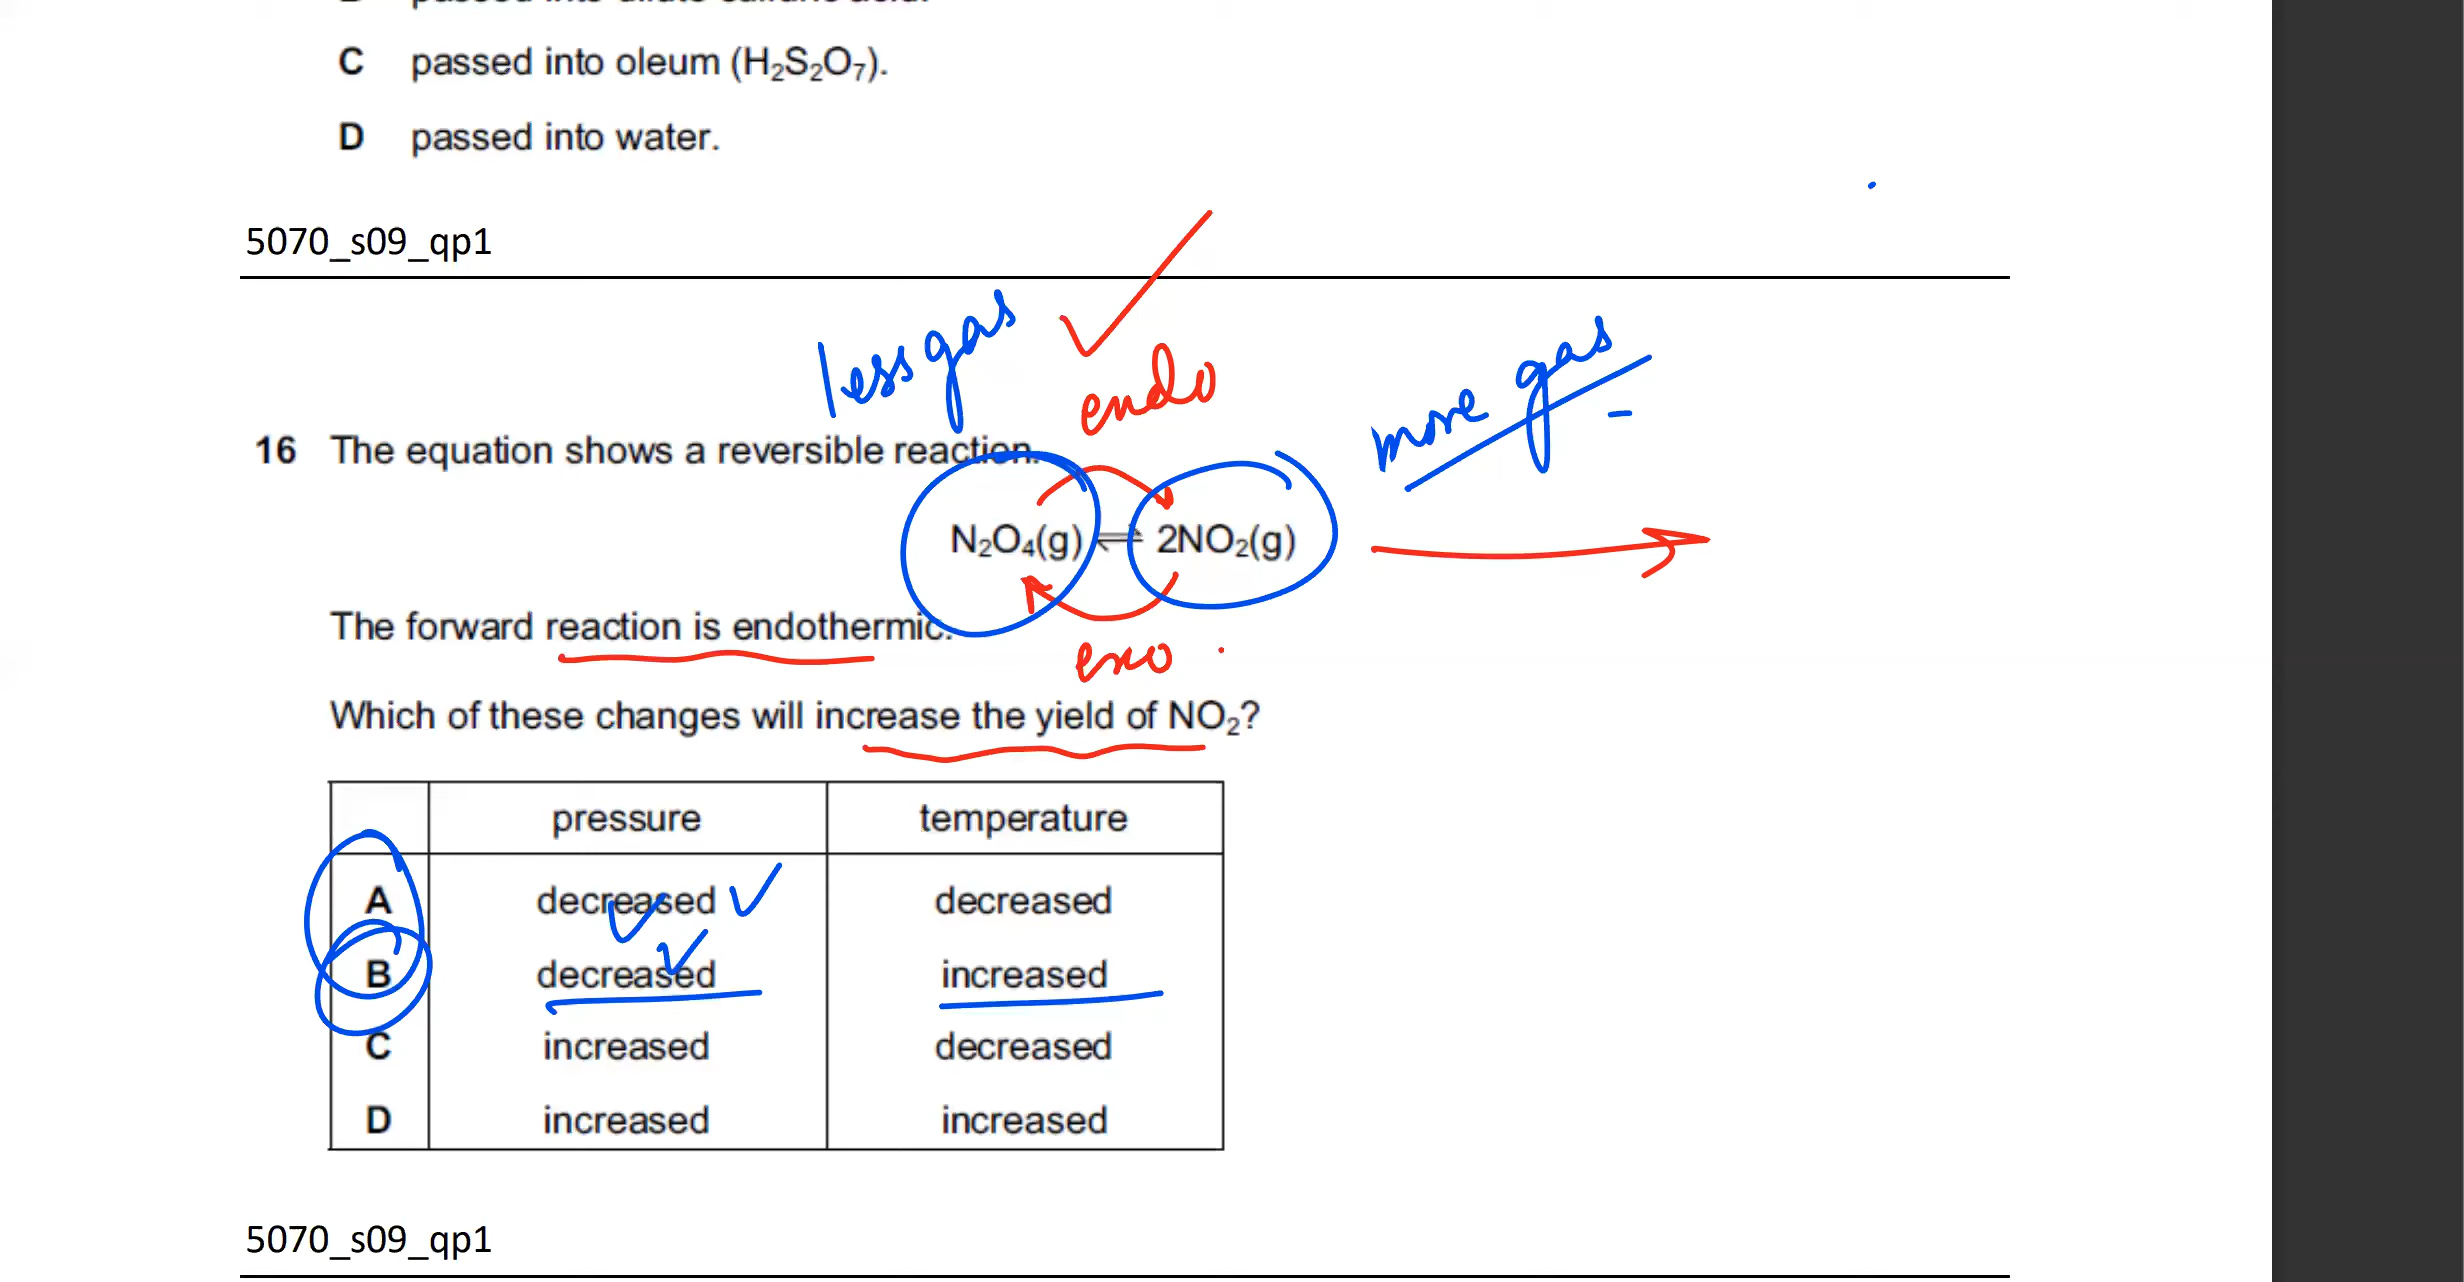 C passed into oleum (H₂S₂O₇).
D passed into water.
5070_s09_qp1
less gas
endo
more gas
16 The equation shows a reversible reaction.
N₂O₄(g) ⇌ 2NO₂(g)
The forward reaction is endothermic.
exo
Which of these changes will increase the yield of NO₂?
pressure temperature
A decreased decreased
B decreased increased
C increased decreased
D increased increased
5070_s09_qp1